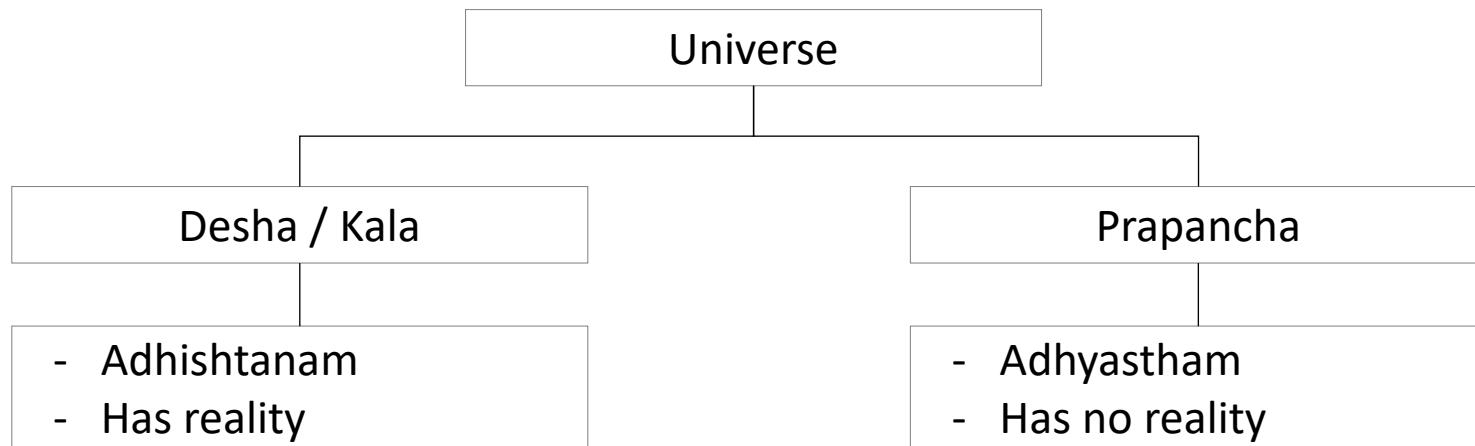 Universe
Desha / Kala
Prapancha
- Adhishtanam
- Has reality
- Adhyastham
- Has no reality